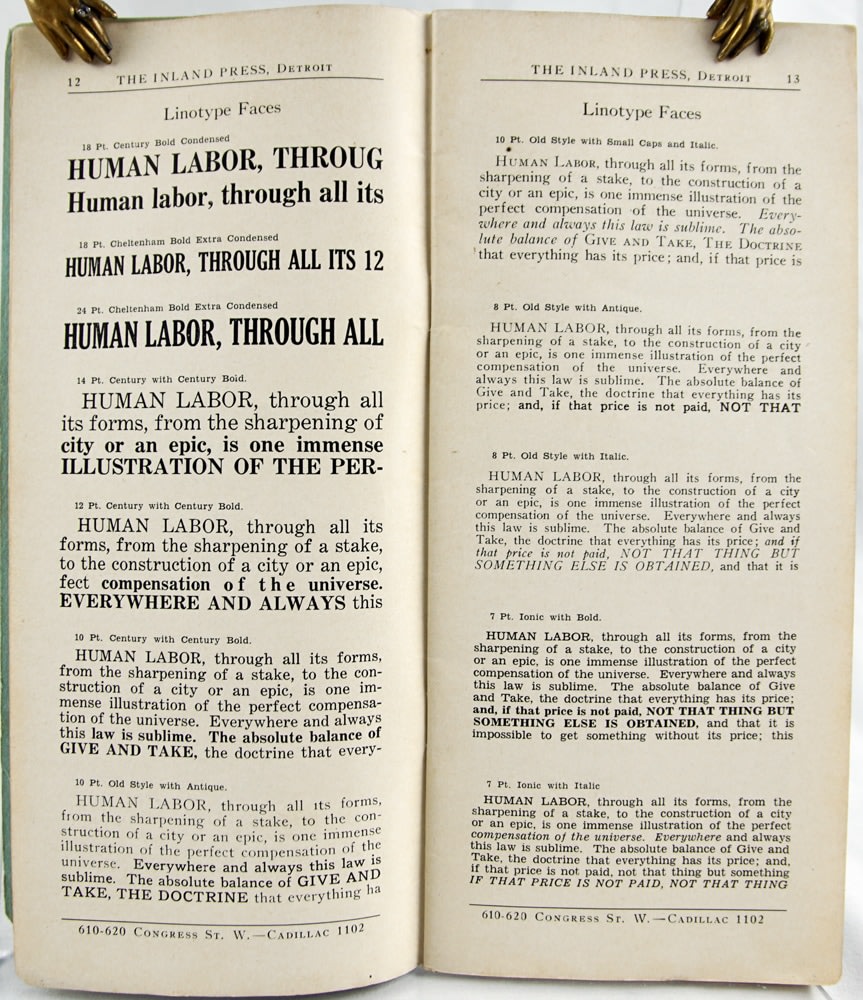 12 THE INLAND PRESS, DETROIT
Linotype Faces
18 Pt. Century Bold Condensed
HUMAN LABOR, THROUG
Human labor, through all its
18 Pt. Cheltenham Bold Extra Condensed
HUMAN LABOR, THROUGH ALL ITS 12
24 Pt. Cheltenham Bold Extra Condensed
HUMAN LABOR, THROUGH ALL
14 Pt. Century with Century Bold.
HUMAN LABOR, through all
its forms, from the sharpening of
city or an epic, is one immense
ILLUSTRATION OF THE PER-
12 Pt. Century with Century Bold.
HUMAN LABOR, through all its
forms, from the sharpening of a stake,
to the construction of a city or an epic,
fect compensation of the universe.
EVERYWHERE AND ALWAYS this
10 Pt. Century with Century Bold.
HUMAN LABOR, through all its forms,
from the sharpening of a stake, to the con-
struction of a city or an epic, is one im-
mense illustration of the perfect compensa-
tion of the universe. Everywhere and always
this law is sublime. The absolute balance of
GIVE AND TAKE, the doctrine that every-
10 Pt. Old Style with Antique.
HUMAN LABOR, through all its forms,
from the sharpening of a stake, to the con-
struction of a city or an epic, is one immense
illustration of the perfect compensation of the
universe. Everywhere and always this law is
sublime. The absolute balance of GIVE AND
TAKE, THE DOCTRINE that everything ha
610-620 CONGRESS ST. W.—CADILLAC 1102
THE INLAND PRESS, DETROIT 13
Linotype Faces
10 Pt. Old Style with Small Caps and Italic.
HUMAN LABOR, through all its forms, from the
sharpening of a stake, to the construction of a
city or an epic, is one immense illustration of the
perfect compensation of the universe. Every-
where and always this law is sublime. The abso-
lute balance of GIVE AND TAKE, THE DOCTRINE
that everything has its price; and, if that price is
8 Pt. Old Style with Antique.
HUMAN LABOR, through all its forms, from the
sharpening of a stake, to the construction of a city
or an epic, is one immense illustration of the perfect
compensation of the universe. Everywhere and
always this law is sublime. The absolute balance of
Give and Take, the doctrine that everything has its
price; and, if that price is not paid, NOT THAT
8 Pt. Old Style with Italic.
HUMAN LABOR, through all its forms, from the
sharpening of a stake, to the construction of a city
or an epic, is one immense illustration of the perfect
compensation of the universe. Everywhere and always
this law is sublime. The absolute balance of Give and
Take, the doctrine that everything has its price; and if
that price is not paid, NOT THAT THING BUT
SOMETHING ELSE IS OBTAINED, and that it is
7 Pt. Ionic with Bold.
HUMAN LABOR, through all its forms, from the
sharpening of a stake, to the construction of a city
or an epic, is one immense illustration of the perfect
compensation of the universe. Everywhere and always
this law is sublime. The absolute balance of Give
and Take, the doctrine that everything has its price;
and, if that price is not paid, NOT THAT THING BUT
SOMETHING ELSE IS OBTAINED, and that it is
impossible to get something without its price; this
7 Pt. Ionic with Italic
HUMAN LABOR, through all its forms, from the
sharpening of a stake, to the construction of a city
or an epic, is one immense illustration of the perfect
compensation of the universe. Everywhere and always
this law is sublime. The absolute balance of Give and
Take, the doctrine that everything has its price; and,
if that price is not paid, not that thing but something
IF THAT PRICE IS NOT PAID, NOT THAT THING
610-620 CONGRESS ST. W.—CADILLAC 1102